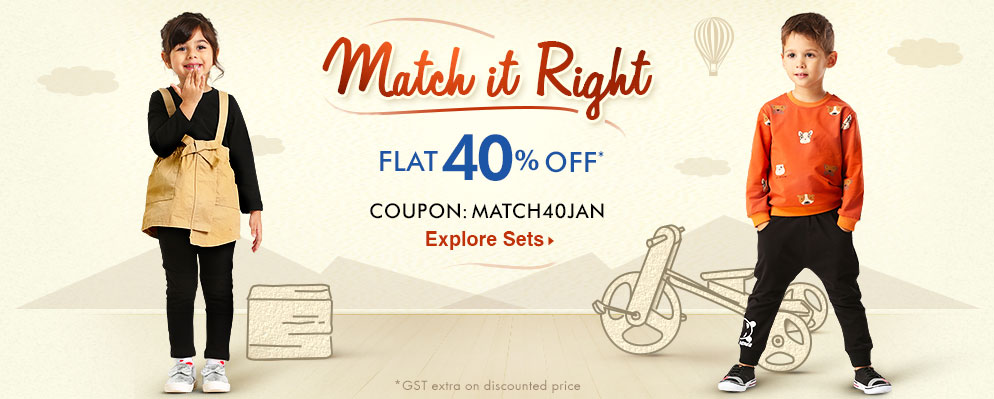 Match it Right
FLAT 40% OFF*
COUPON: MATCH40JAN
Explore Sets
*GST extra on discounted price